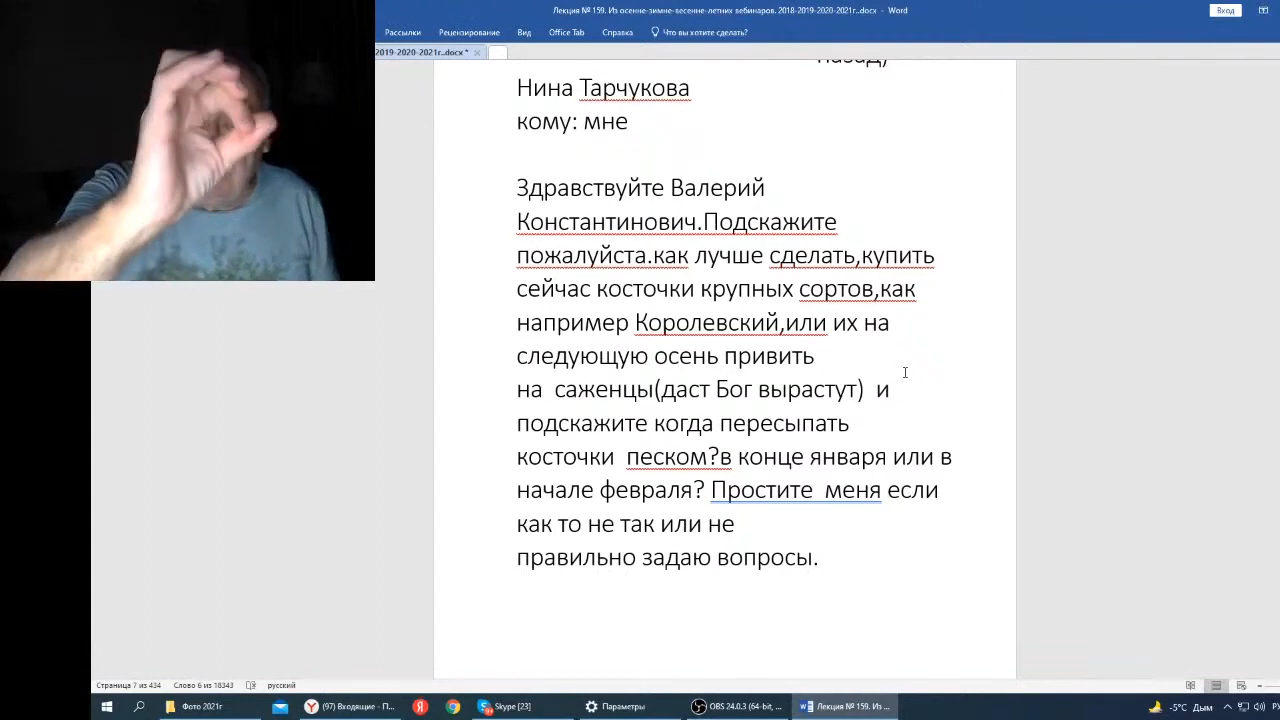 Лекция № 159. Из осенне-зимне-весенне-летних вебинаров. 2018-2019-2020-2021г..docx - Word
Вход
Рассылки Рецензирование Вид Office Tab Справка Что вы хотите сделать?
2019-2020-2021г..docx *
назад)
Нина Тарчукова
кому: мне
Здравствуйте Валерий
Константинович.Подскажите
пожалуйста.как лучше сделать,купить
сейчас косточки крупных сортов,как
например Королевский,или их на
следующую осень привить
на саженцы(даст Бог вырастут) и
подскажите когда пересыпать
косточки песком?в конце января или в
начале февраля? Простите меня если
как то не так или не
правильно задаю вопросы.
Страница 7 из 434 Слово 6 из 18343 русский
Фото 2021г (97) Входящие - П... Skype [23] Параметры OBS 24.0.3 (64-bit, ... Лекция № 159. Из ... -5°C Дым